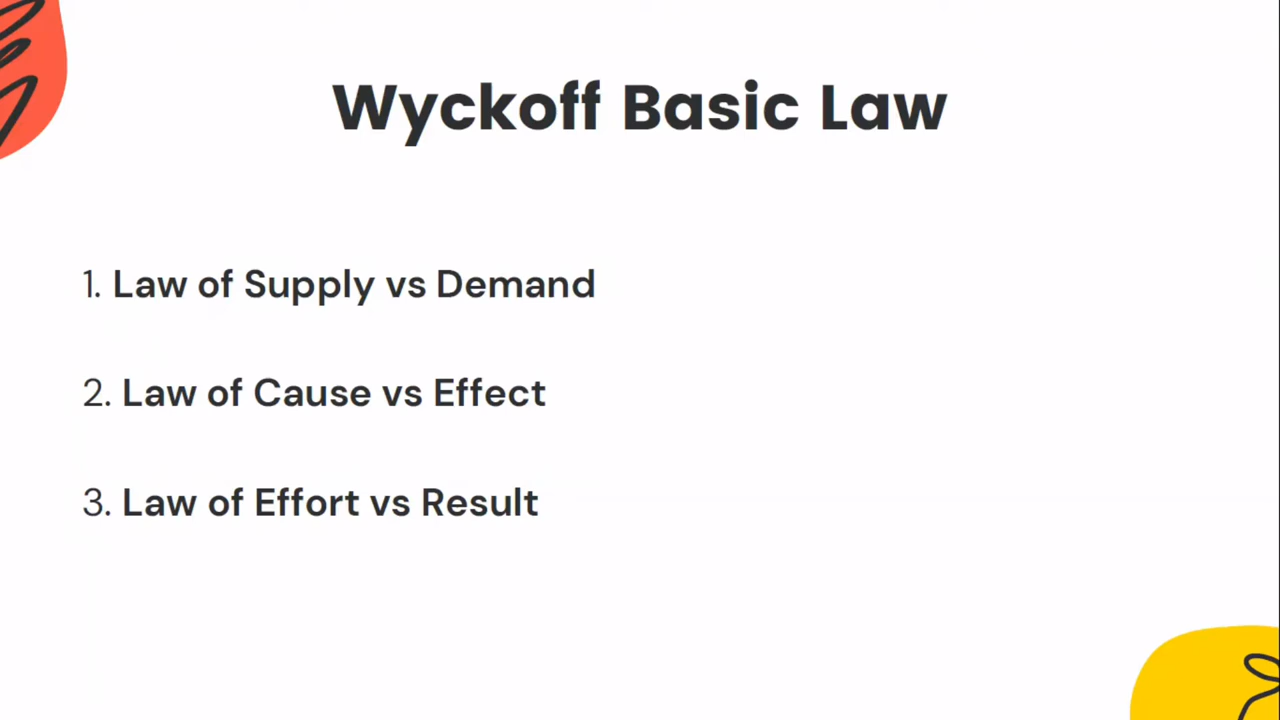 Wyckoff Basic Law
1. Law of Supply vs Demand
2. Law of Cause vs Effect
3. Law of Effort vs Result